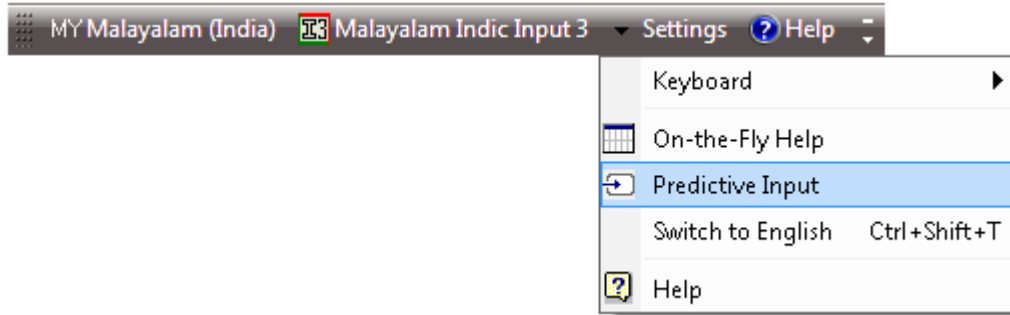 MY Malayalam (India) I3 Malayalam Indic Input 3 Settings ? Help
Keyboard
On-the-Fly Help
Predictive Input
Switch to English Ctrl+Shift+T
? Help